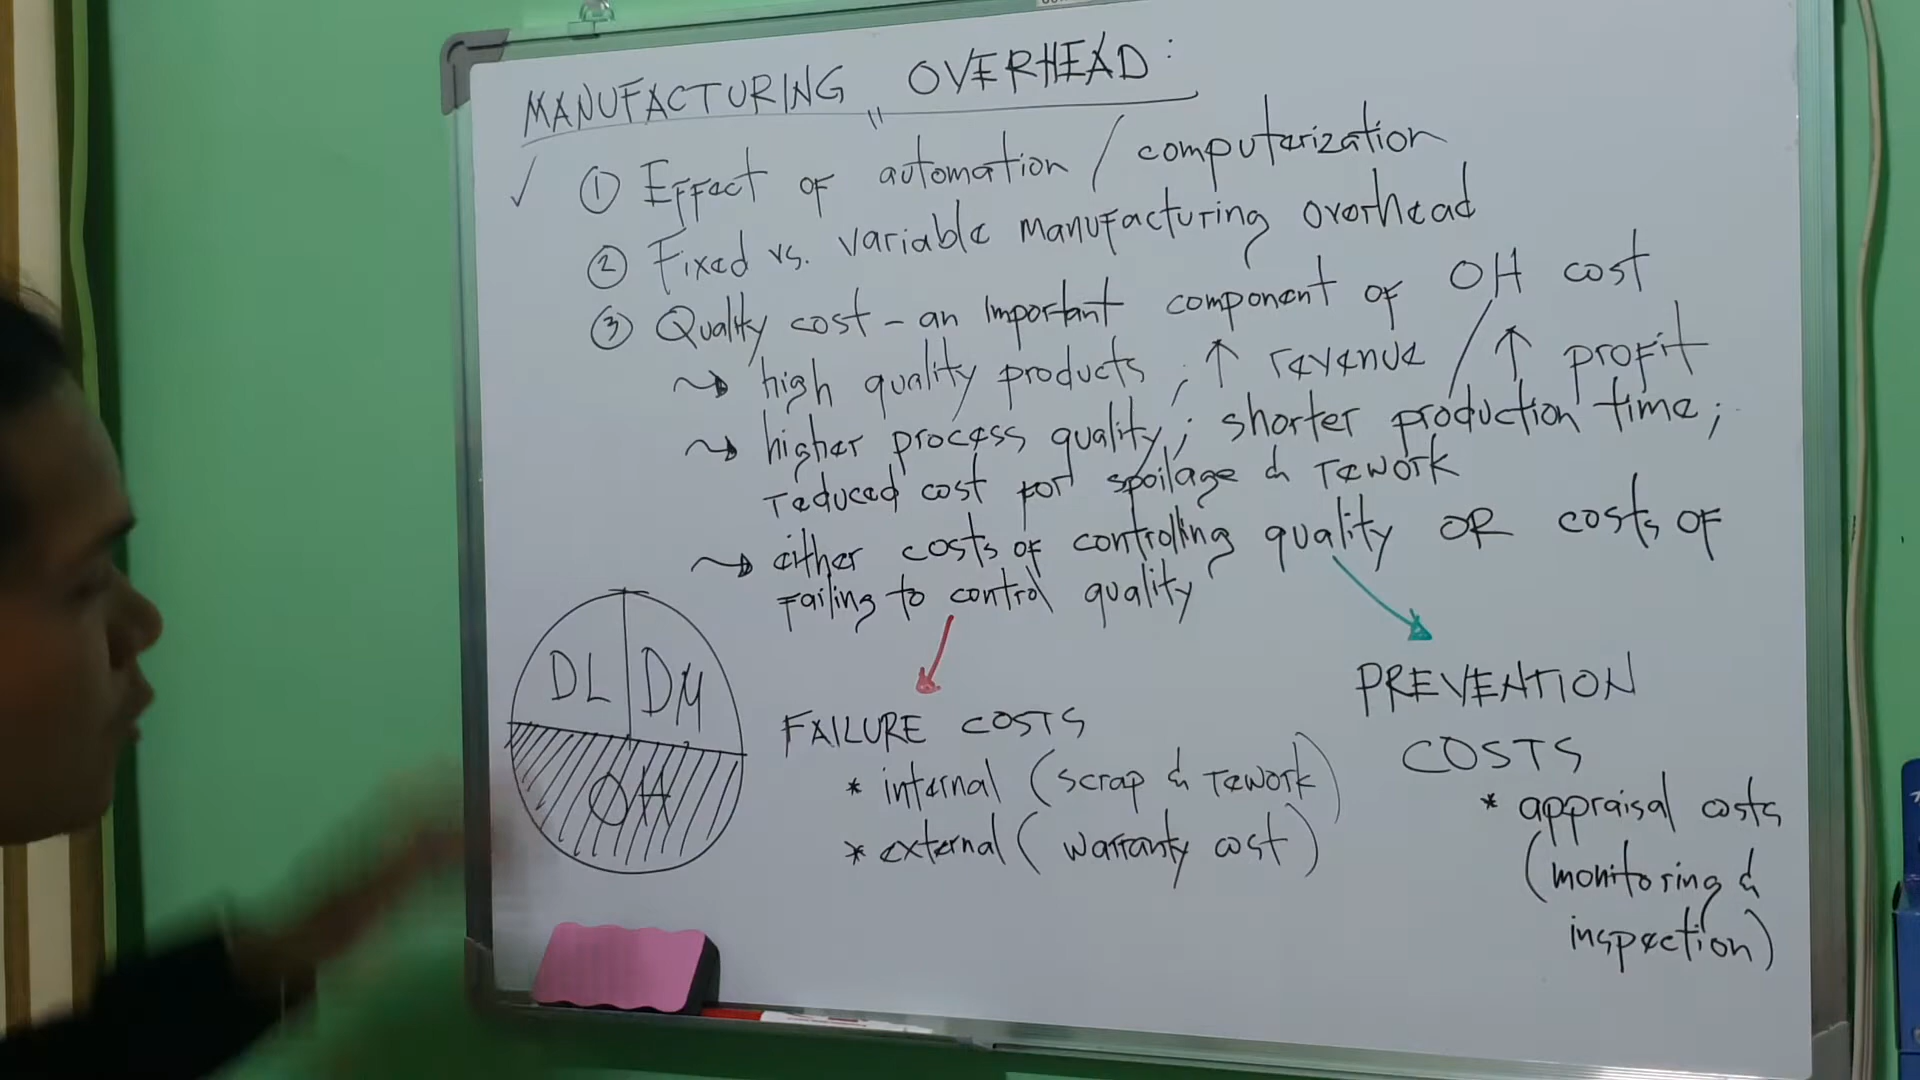 MANUFACTURING OVERHEAD:
✓ ① Effect of automation / computerization
② Fixed vs. variable manufacturing overhead
③ Quality cost - an important component of OH cost
↝ high quality products ; ↑ revenue / ↑ profit
↝ higher process quality ; shorter production time ;
reduced cost for spoilage & rework
↝ either costs of controlling quality OR costs of
failing to control quality
DL DM
OH
FAILURE COSTS
* internal (scrap & rework)
* external (warranty cost)
PREVENTION
COSTS
* appraisal costs
(monitoring &
inspection)